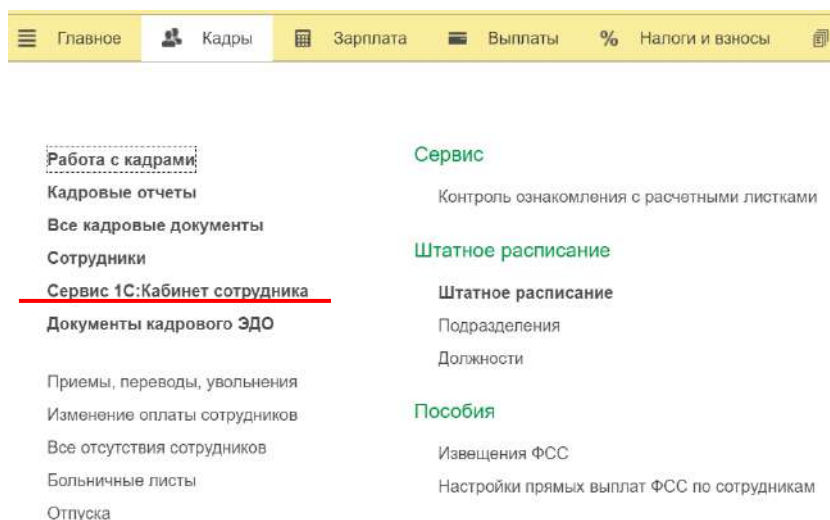 Главное Кадры Зарплата Выплаты % Налоги и взносы
Работа с кадрами
Кадровые отчеты
Все кадровые документы
Сотрудники
Сервис 1С:Кабинет сотрудника
Документы кадрового ЭДО
Приемы, переводы, увольнения
Изменение оплаты сотрудников
Все отсутствия сотрудников
Больничные листы
Отпуска
Сервис
Контроль ознакомления с расчетными листками
Штатное расписание
Штатное расписание
Подразделения
Должности
Пособия
Извещения ФСС
Настройки прямых выплат ФСС по сотрудникам